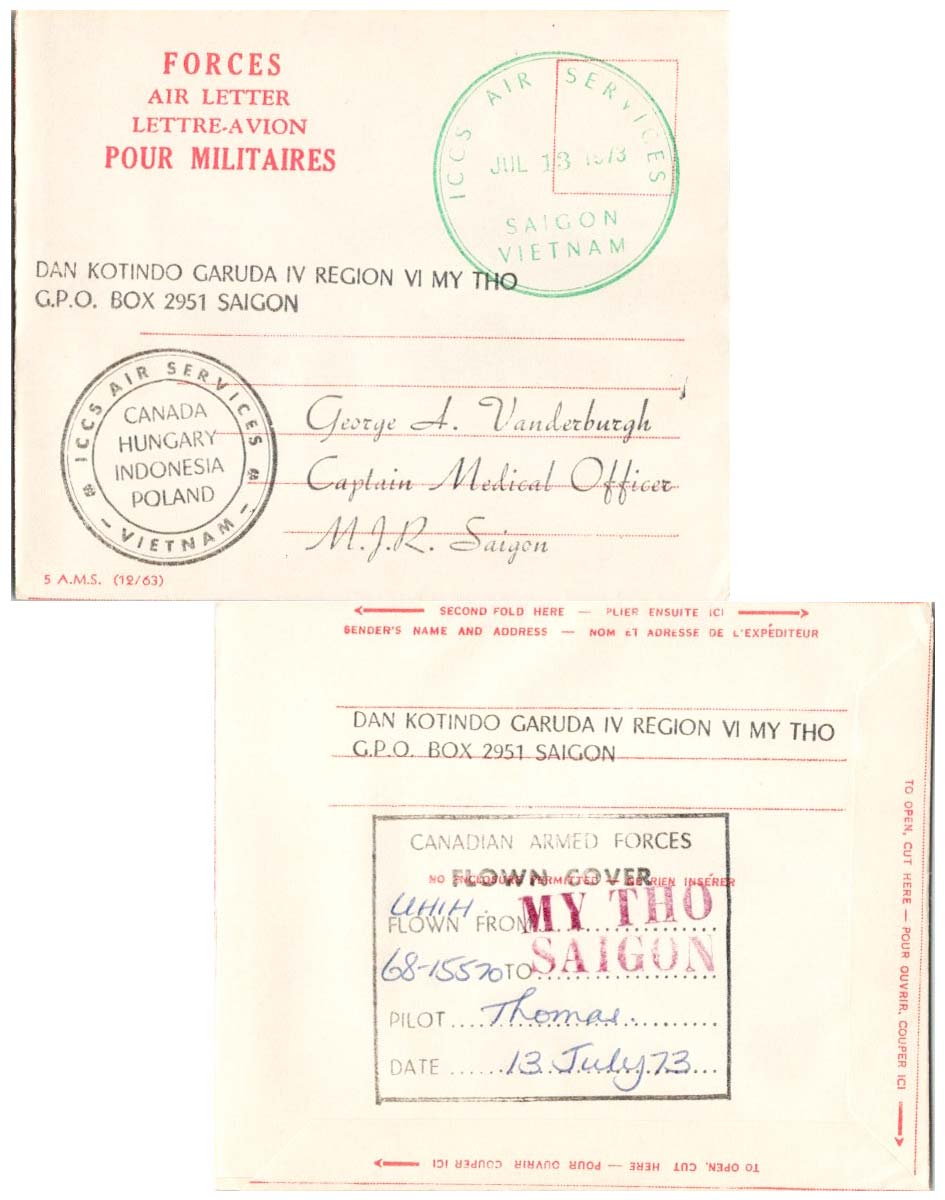 FORCES
AIR LETTER
LETTRE-AVION
POUR MILITAIRES
ICCS AIR SERVICES
JUL 13 1973
SAIGON
VIETNAM
DAN KOTINDO GARUDA IV REGION VI MY THO
G.P.O. BOX 2951 SAIGON
ICCS AIR SERVICES
CANADA
HUNGARY
INDONESIA
POLAND
- VIETNAM -
George A. Vanderburgh
Captain Medical Officer
M.J.R. Saigon
5 A.M.S. (12/63)
SECOND FOLD HERE — PLIER ENSUITE ICI
SENDER'S NAME AND ADDRESS — NOM ET ADRESSE DE L'EXPÉDITEUR
DAN KOTINDO GARUDA IV REGION VI MY THO
G.P.O. BOX 2951 SAIGON
CANADIAN ARMED FORCES
FLOWN COVER
NO ENCLOSURE PERMITTED — NE RIEN INSÉRER
UH1H
FLOWN FROM MY THO
68-15570 TO SAIGON
PILOT....Thomas.
DATE......13 July 73...
TO OPEN, CUT HERE — POUR OUVRIR, COUPER ICI
TO OPEN, CUT HERE — POUR OUVRIR COUPER ICI